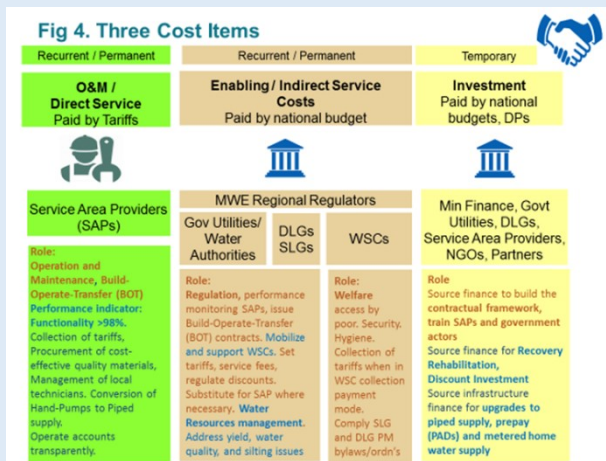 Fig 4. Three Cost Items
Recurrent / Permanent
Recurrent / Permanent
Temporary
O&M /
Direct Service
Paid by Tariffs
Enabling / Indirect Service
Costs
Paid by national budget
Investment
Paid by national
budgets, DPs
Service Area Providers
(SAPs)
MWE Regional Regulators
Gov Utilities/
Water
Authorities
DLGs
SLGs
WSCs
Min Finance, Govt
Utilities, DLGs,
Service Area Providers,
NGOs, Partners
Role:
Operation and
Maintenance, Build-
Operate-Transfer (BOT)
Performance Indicator:
Functionality >98%.
Collection of tariffs,
Procurement of cost-
effective quality materials,
Management of local
technicians. Conversion of
Hand-Pumps to Piped
supply.
Operate accounts
transparently.
Role:
Regulation, performance
monitoring SAPs, issue
Build-Operate-Transfer
(BOT) contracts. Mobilize
and support WSCs. Set
tariffs, service fees,
regulate discounts.
Substitute for SAP where
necessary. Water
Resources management.
Address yield, water
quality, and silting issues
Role:
Welfare
access by
poor. Security.
Hygiene.
Collection of
tariffs when in
WSC collection
payment
mode.
Comply SLG
and DLG PM
bylaws/ordn's
Role
Source finance to build the
contractual framework,
train SAPs and government
actors
Source finance for Recovery
Rehabilitation,
Discount Investment
Source infrastructure
finance for upgrades to
piped supply, prepay
(PADs) and metered home
water supply